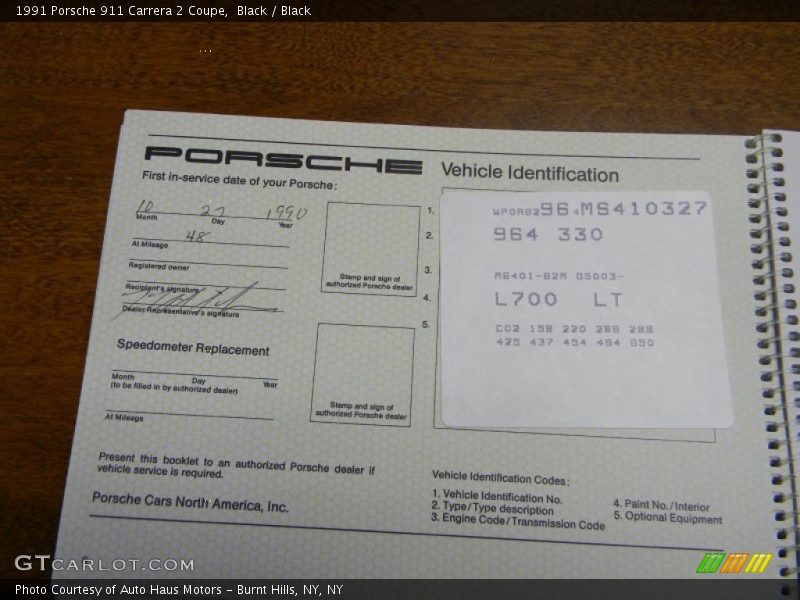 1991 Porsche 911 Carrera 2 Coupe,  Black / Black
PORSCHE
Vehicle Identification
First in-service date of your Porsche:
10 27 1990
Month Day Year
48
At Mileage
Registered owner
Recipient's signature
Dealer Representative's signature
Stamp and sign of
authorized Porsche dealer
Speedometer Replacement
Month Day Year
(to be filled in by authorized dealer)
At Mileage
Stamp and sign of
authorized Porsche dealer
1.
2.
3.
4.
5.
WP0AB296*MS410327
964 330
M6401-62M 05003-
L700 LT
C02 158 220 286 288
425 437 454 494 650
Present this booklet to an authorized Porsche dealer if
vehicle service is required.
Porsche Cars North America, Inc.
Vehicle Identification Codes:
1. Vehicle Identification No.
2. Type/Type description
3. Engine Code/Transmission Code
4. Paint No./Interior
5. Optional Equipment
GTCARLOT.COM
Photo Courtesy of Auto Haus Motors - Burnt Hills, NY, NY